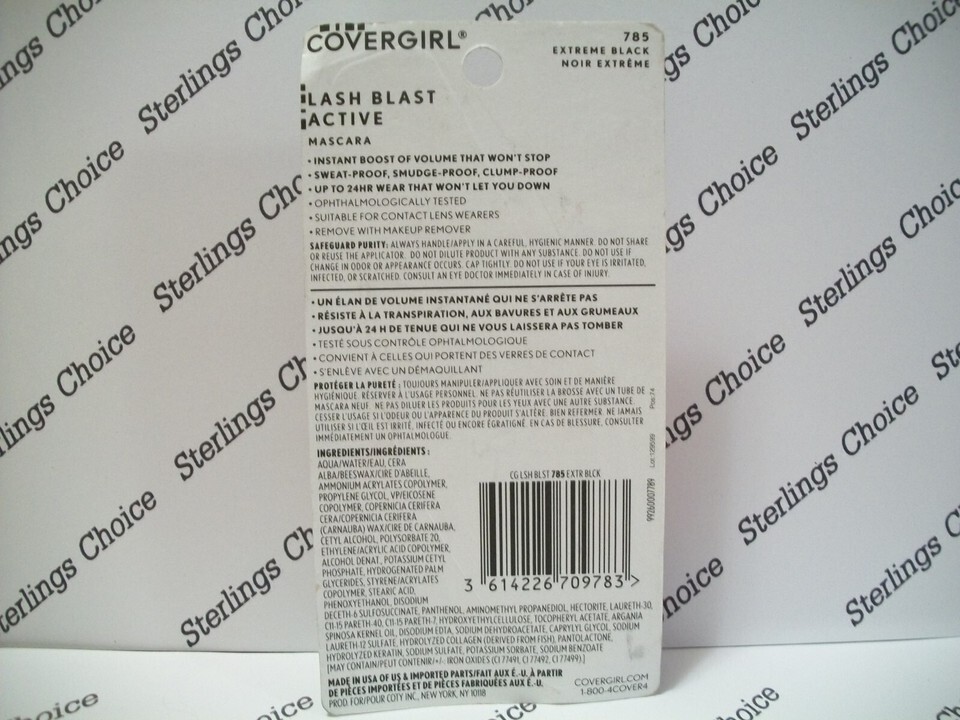 COVERGIRL®
785
EXTREME BLACK
NOIR EXTRÊME
LASH BLAST
ACTIVE
MASCARA
• INSTANT BOOST OF VOLUME THAT WON'T STOP
• SWEAT-PROOF, SMUDGE-PROOF, CLUMP-PROOF
• UP TO 24HR WEAR THAT WON'T LET YOU DOWN
• OPHTHALMOLOGICALLY TESTED
• SUITABLE FOR CONTACT LENS WEARERS
• REMOVE WITH MAKEUP REMOVER
SAFEGUARD PURITY: ALWAYS HANDLE/APPLY IN A CAREFUL, HYGIENIC MANNER. DO NOT SHARE
OR REUSE THE APPLICATOR. DO NOT DILUTE PRODUCT WITH ANY SUBSTANCE. DO NOT USE IF
CHANGE IN ODOR OR APPEARANCE OCCURS. CAP TIGHTLY. DO NOT USE IF YOUR EYE IS IRRITATED,
INFECTED, OR SCRATCHED. CONSULT AN EYE DOCTOR IMMEDIATELY IN CASE OF INJURY.
• UN ÉLAN DE VOLUME INSTANTANÉ QUI NE S'ARRÊTE PAS
• RÉSISTE À LA TRANSPIRATION, AUX BAVURES ET AUX GRUMEAUX
• JUSQU'À 24 H DE TENUE QUI NE VOUS LAISSERA PAS TOMBER
• TESTÉ SOUS CONTRÔLE OPHTALMOLOGIQUE
• CONVIENT À CELLES QUI PORTENT DES VERRES DE CONTACT
• S'ENLÈVE AVEC UN DÉMAQUILLANT
PROTÉGER LA PURETÉ : TOUJOURS MANIPULER/APPLIQUER AVEC SOIN ET DE MANIÈRE
HYGIÉNIQUE. RÉSERVER À L'USAGE PERSONNEL. NE PAS RÉUTILISER LA BROSSE AVEC UN TUBE DE
MASCARA NEUF. NE PAS DILUER LES PRODUITS POUR LES YEUX AVEC UNE AUTRE SUBSTANCE.
CESSER L'USAGE SI L'ODEUR OU L'APPARENCE DU PRODUIT S'ALTÈRE. BIEN REFERMER. NE JAMAIS
UTILISER SI L'ŒIL EST IRRITÉ, INFECTÉ OU ENCORE ÉGRATIGNÉ. EN CAS DE BLESSURE, CONSULTER
IMMÉDIATEMENT UN OPHTALMOLOGUE.
INGREDIENTS/INGRÉDIENTS :
AQUA/WATER/EAU, CERA
ALBA/BEESWAX/CIRE D'ABEILLE,
AMMONIUM ACRYLATES COPOLYMER,
PROPYLENE GLYCOL, VP/EICOSENE
COPOLYMER, COPERNICIA CERIFERA
CERA/COPERNICIA CERIFERA
(CARNAUBA) WAX/CIRE DE CARNAUBA,
CETYL ALCOHOL, POLYSORBATE 20,
ETHYLENE/ACRYLIC ACID COPOLYMER,
ALCOHOL DENAT., POTASSIUM CETYL
PHOSPHATE, HYDROGENATED PALM
GLYCERIDES, STYRENE/ACRYLATES
COPOLYMER, STEARIC ACID,
PHENOXYETHANOL, DISODIUM
DECETH-6 SULFOSUCCINATE, PANTHENOL, AMINOMETHYL PROPANEDIOL, HECTORITE, LAURETH-30,
C11-15 PARETH-40, C11-15 PARETH-7, HYDROXYETHYLCELLULOSE, TOCOPHERYL ACETATE, ARGANIA
SPINOSA KERNEL OIL, DISODIUM EDTA, SODIUM DEHYDROACETATE, CAPRYLYL GLYCOL, SODIUM
LAURETH-12 SULFATE, HYDROLYZED COLLAGEN (DERIVED FROM FISH), PANTOLACTONE,
HYDROLYZED KERATIN, SODIUM SULFATE, POTASSIUM SORBATE, SODIUM BENZOATE
[MAY CONTAIN/PEUT CONTENIR/+/-: IRON OXIDES (CI 77491, CI 77492, CI 77499).]
MADE IN USA OF US & IMPORTED PARTS/FAIT AUX É.-U. À PARTIR
DE PIÈCES IMPORTÉES ET DE PIÈCES FABRIQUÉES AUX É.-U.
PROD. FOR/POUR COTY INC., NEW YORK, NY 10118
COVERGIRL.COM
1-800-4COVER4
CG LSH BLST 785 EXTR BLCK
3 614226 709783 >
99260007789
Sterlings Choice
Sterlings Choice
Sterlings Choice
Sterlings Choice
Sterlings Choice
Sterlings Choice
Sterlings Choice
Sterlings Choice